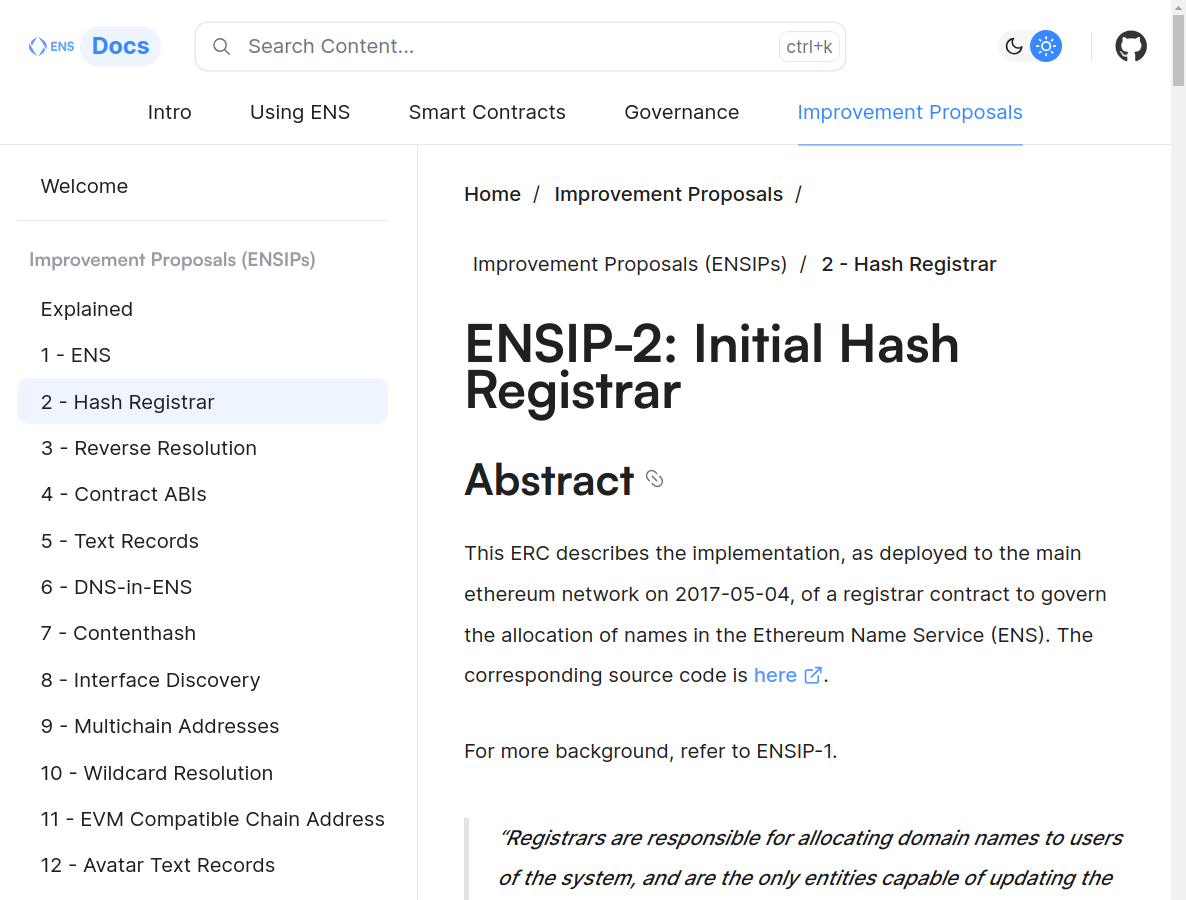 ENS Docs
Search Content...
ctrl+k
Intro
Using ENS
Smart Contracts
Governance
Improvement Proposals
Welcome
Improvement Proposals (ENSIPs)
Explained
1 - ENS
2 - Hash Registrar
3 - Reverse Resolution
4 - Contract ABIs
5 - Text Records
6 - DNS-in-ENS
7 - Contenthash
8 - Interface Discovery
9 - Multichain Addresses
10 - Wildcard Resolution
11 - EVM Compatible Chain Address
12 - Avatar Text Records
Home / Improvement Proposals /
Improvement Proposals (ENSIPs) / 2 - Hash Registrar
ENSIP-2: Initial Hash
Registrar
Abstract
This ERC describes the implementation, as deployed to the main
ethereum network on 2017-05-04, of a registrar contract to govern
the allocation of names in the Ethereum Name Service (ENS). The
corresponding source code is here.
For more background, refer to ENSIP-1.
“Registrars are responsible for allocating domain names to users
of the system, and are the only entities capable of updating the